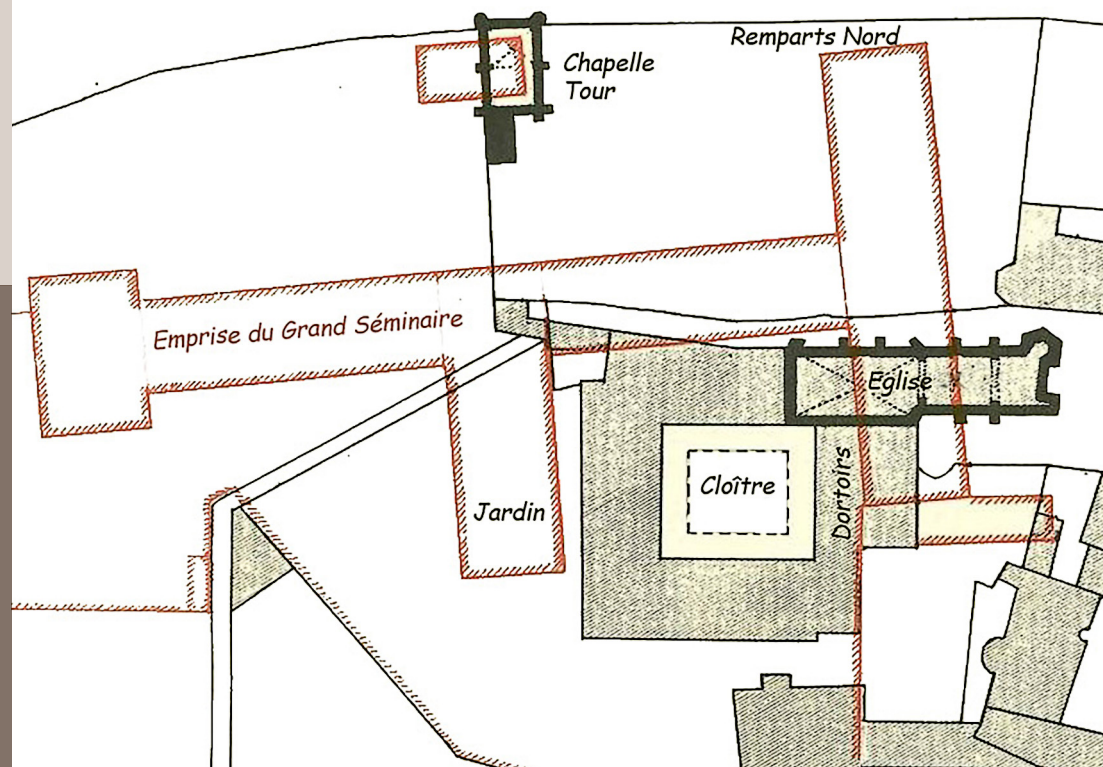 Remparts Nord
Chapelle
Tour
Emprise du Grand Séminaire
Eglise
Dortoirs
Cloître
Jardin